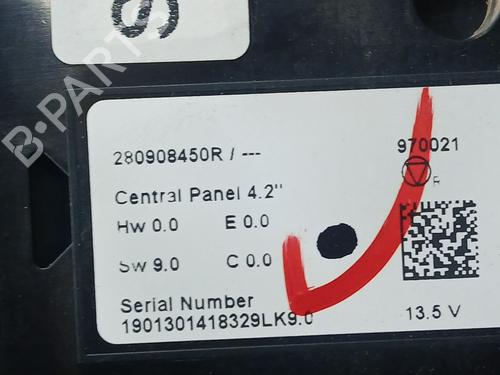 S
B-PARTS
280908450R / ---
970021
R
Central Panel 4.2"
Hw 0.0 E 0.0
Sw 9.0 C 0.0
Serial Number
1901301418329LK9.0
13.5 V